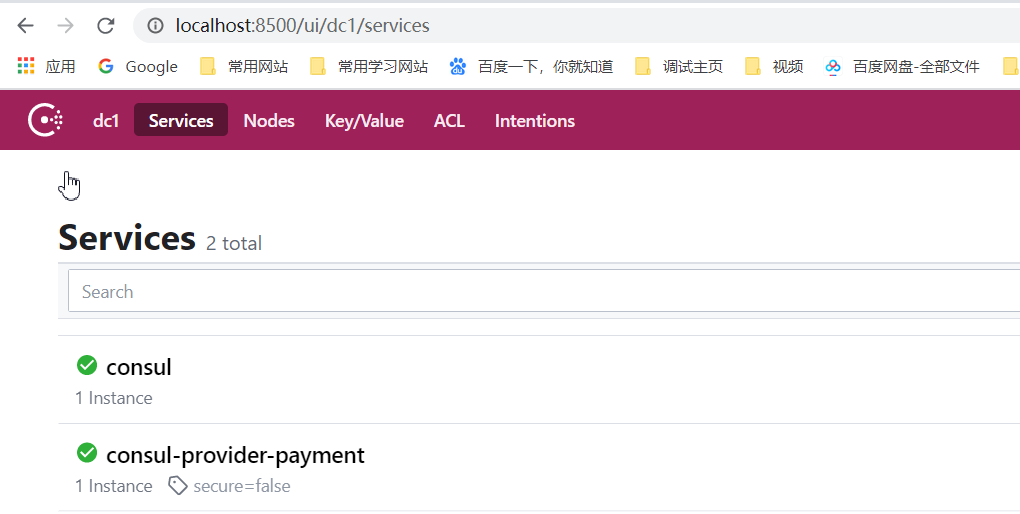 localhost:8500/ui/dc1/services
应用 Google 常用网站 常用学习网站 百度一下，你就知道 调试主页 视频 百度网盘-全部文件
dc1 Services Nodes Key/Value ACL Intentions
Services 2 total
Search
consul
1 Instance
consul-provider-payment
1 Instance secure=false